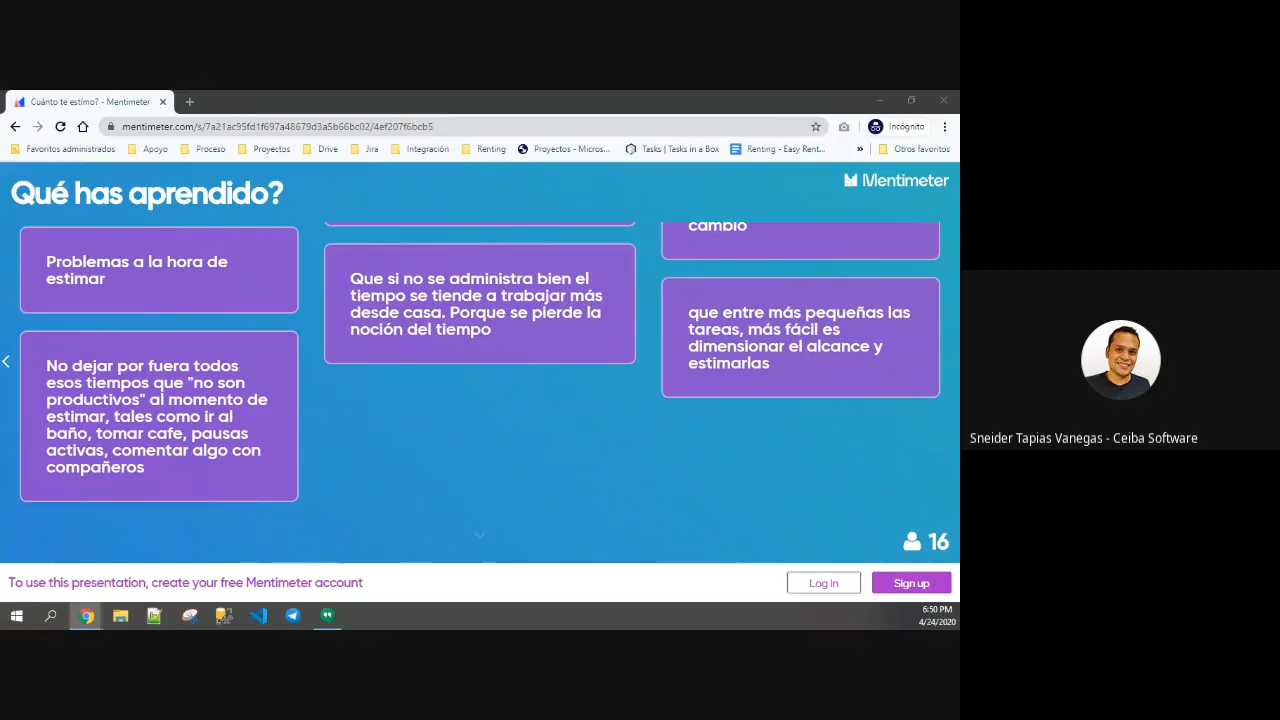 Cuánto te estímo? - Mentimeter
mentimeter.com/s/7a21ac95fd1f697a48679d3a5b66bc02/4ef207f6bcb5
Incógnito
Favoritos administrados
Apoyo
Proceso
Proyectos
Drive
Jira
Integración
Renting
Proyectos - Micros...
Tasks | Tasks in a Box
Renting - Easy Rent...
»
Otros favoritos
Qué has aprendido?
Mentimeter
Problemas a la hora de
estimar
No dejar por fuera todos
esos tiempos que "no son
productivos" al momento de
estimar, tales como ir al
baño, tomar cafe, pausas
activas, comentar algo con
compañeros
Que si no se administra bien el
tiempo se tiende a trabajar más
desde casa. Porque se pierde la
noción del tiempo
cambio
que entre más pequeñas las
tareas, más fácil es
dimensionar el alcance y
estimarlas
16
To use this presentation, create your free Mentimeter account
Log In
Sign up
6:50 PM
4/24/2020
Sneider Tapias Vanegas - Ceiba Software